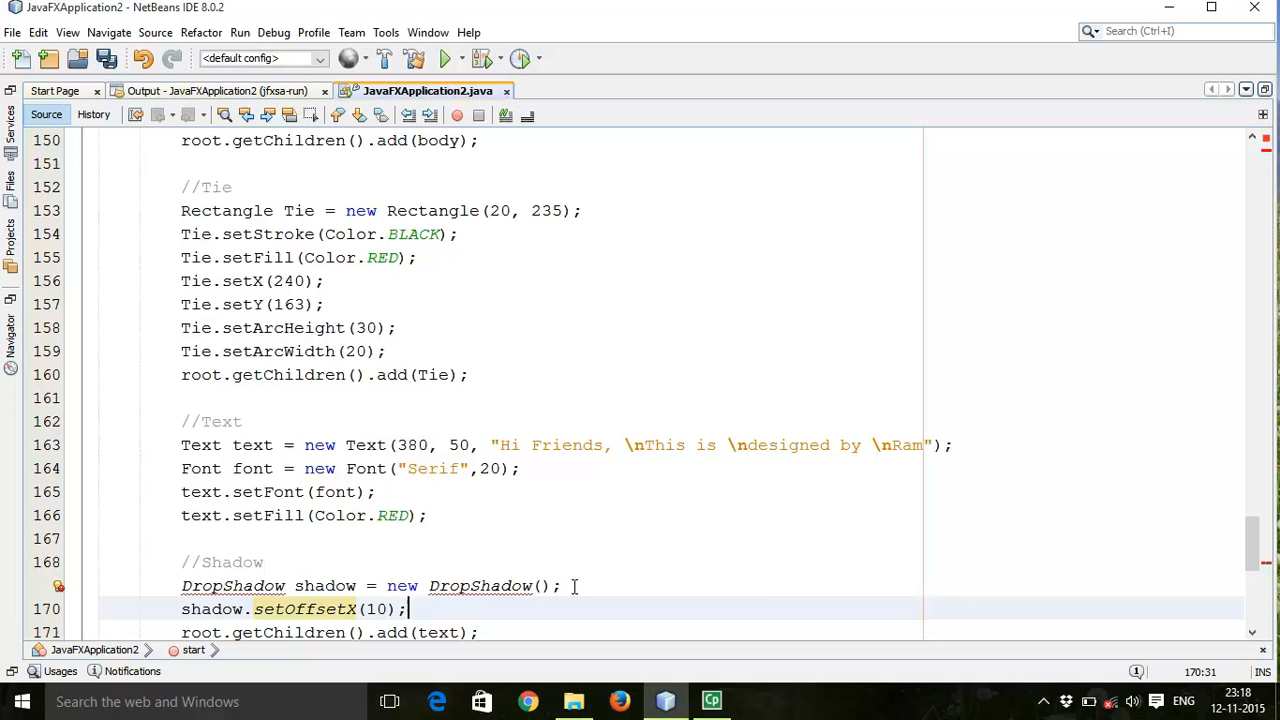 JavaFXApplication2 - NetBeans IDE 8.0.2
File Edit View Navigate Source Refactor Run Debug Profile Team Tools Window Help
Search (Ctrl+I)
<default config>
Start Page
Output - JavaFXApplication2 (jfxsa-run)
JavaFXApplication2.java
Source History
Services
Files
Projects
Navigator
150 root.getChildren().add(body);
151
152 //Tie
153 Rectangle Tie = new Rectangle(20, 235);
154 Tie.setStroke(Color.BLACK);
155 Tie.setFill(Color.RED);
156 Tie.setX(240);
157 Tie.setY(163);
158 Tie.setArcHeight(30);
159 Tie.setArcWidth(20);
160 root.getChildren().add(Tie);
161
162 //Text
163 Text text = new Text(380, 50, "Hi Friends, \nThis is \ndesigned by \nRam");
164 Font font = new Font("Serif",20);
165 text.setFont(font);
166 text.setFill(Color.RED);
167
168 //Shadow
DropShadow shadow = new DropShadow();
170 shadow.setOffsetX(10);
171 root.getChildren().add(text);
JavaFXApplication2 start
Usages Notifications
1
170:31 INS
Search the web and Windows
Cp
ENG
23:18
12-11-2015